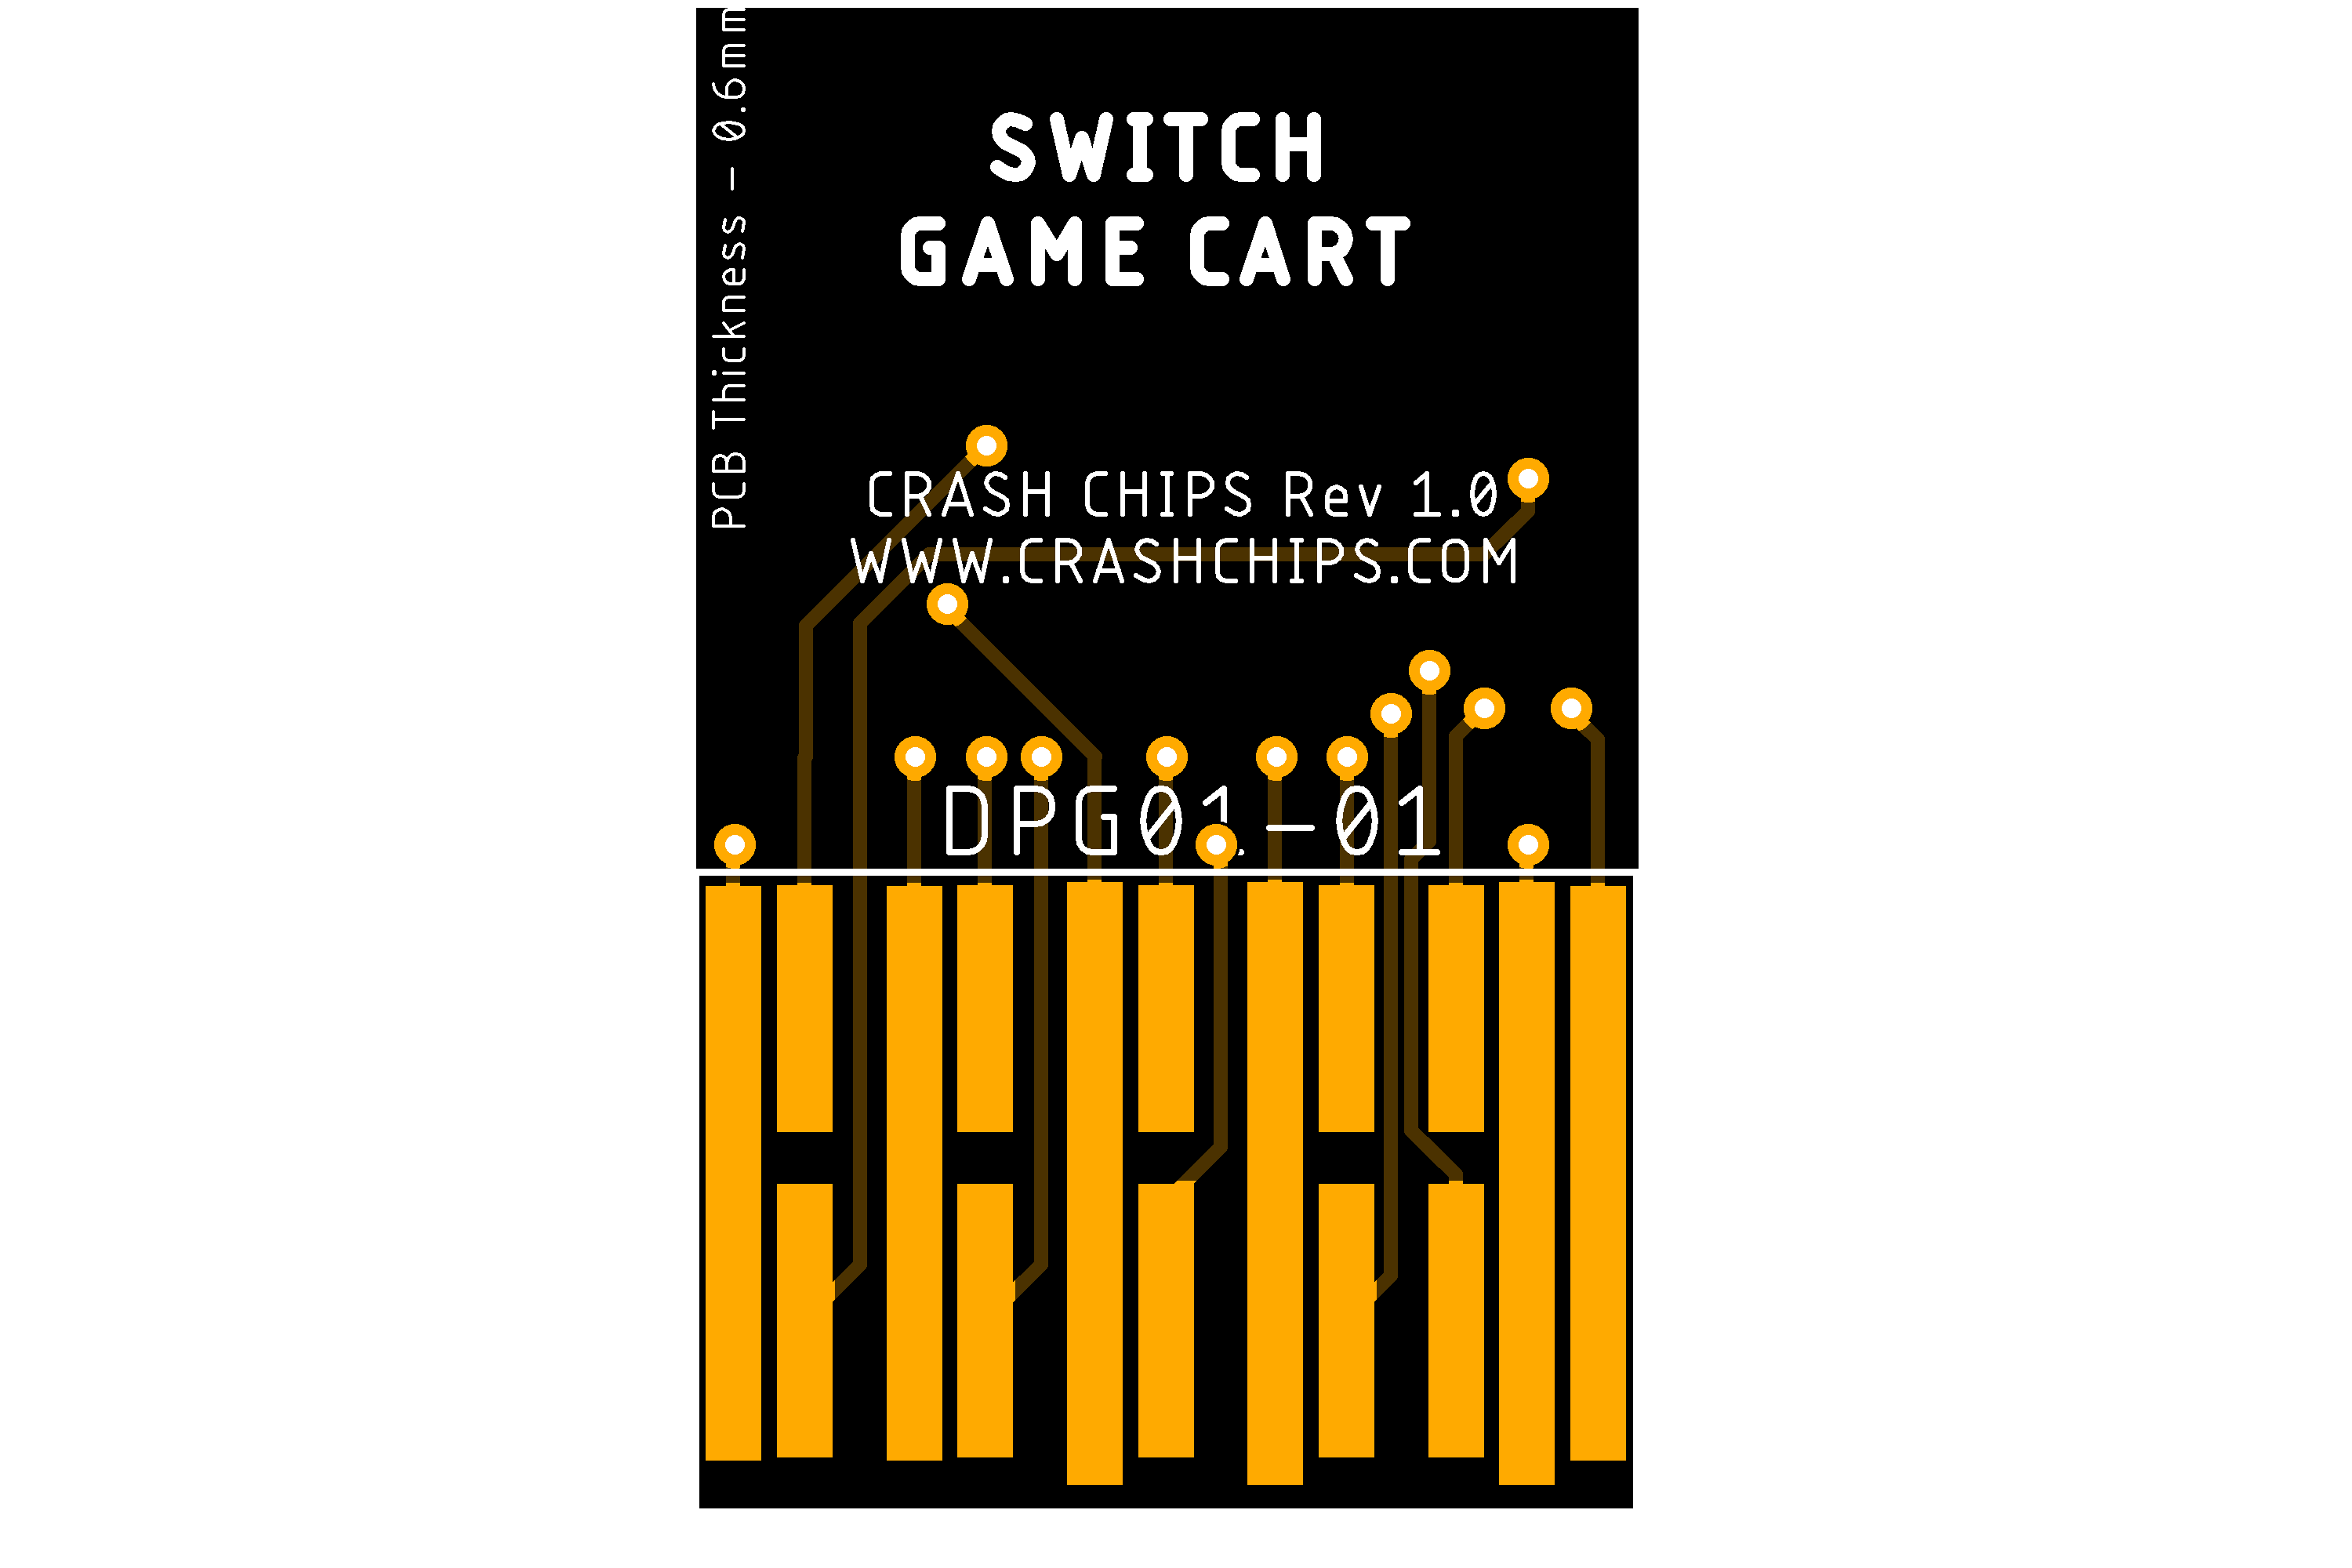 SWITCH
GAME CART
PCB Thickness - 0.6mm
CRASH CHIPS Rev 1.0
WWW.CRASHCHIPS.COM
DPG01-01